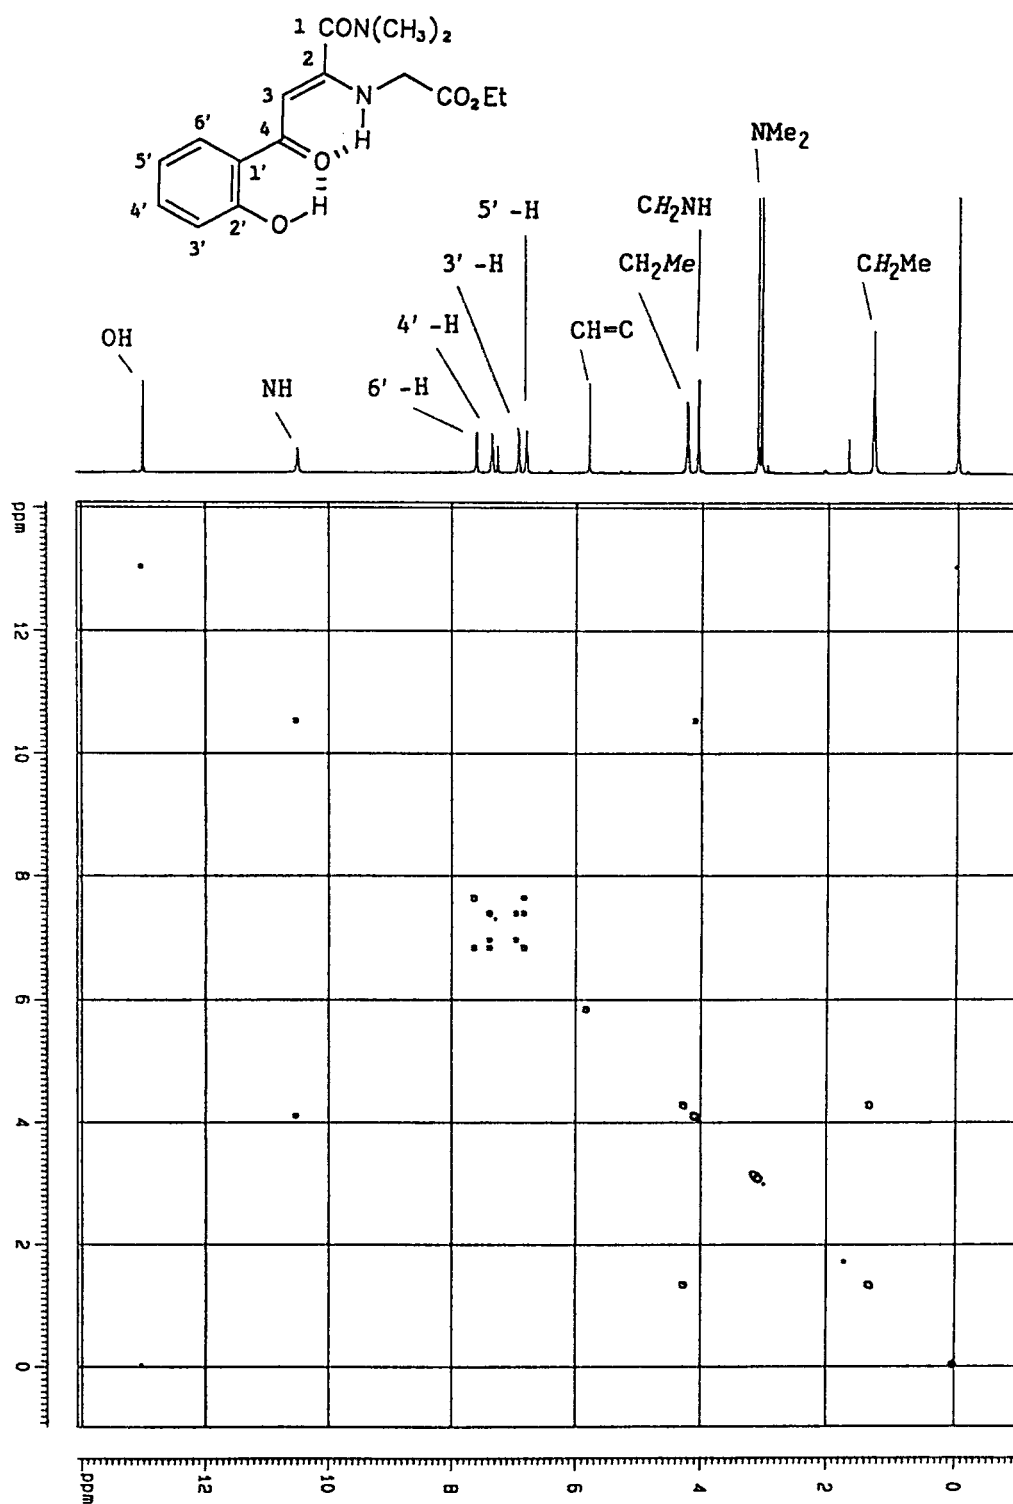 1 CON(CH₃)₂
2
3
N
CO₂Et
H
4
6'
O
5'
1'
H
4'
O
2'
3'
NMe₂
5' -H
CH₂NH
3' -H
CH₂Me
CH₂Me
4' -H
CH=C
OH
NH
6' -H
ppm
12
10
8
6
4
2
0
ppm
12
10
8
6
4
2
0